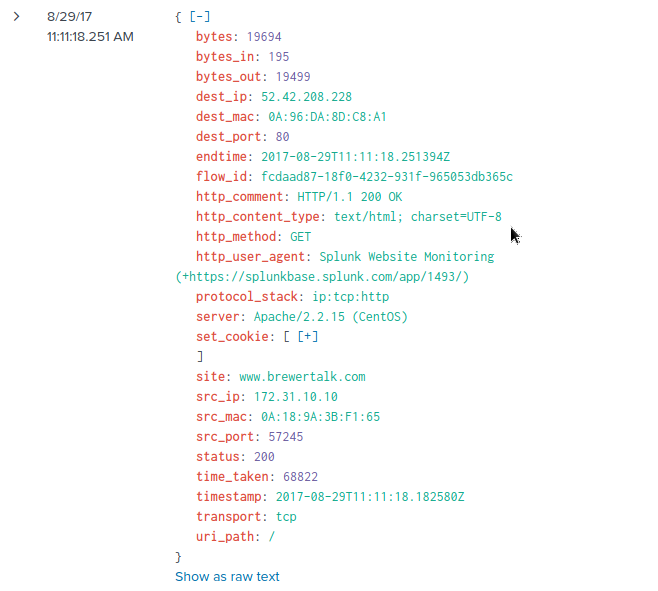 8/29/17
11:11:18.251 AM
{ [-]
bytes: 19694
bytes_in: 195
bytes_out: 19499
dest_ip: 52.42.208.228
dest_mac: 0A:96:DA:8D:C8:A1
dest_port: 80
endtime: 2017-08-29T11:11:18.251394Z
flow_id: fcdaad87-18f0-4232-931f-965053db365c
http_comment: HTTP/1.1 200 OK
http_content_type: text/html; charset=UTF-8
http_method: GET
http_user_agent: Splunk Website Monitoring
(+https://splunkbase.splunk.com/app/1493/)
protocol_stack: ip:tcp:http
server: Apache/2.2.15 (CentOS)
set_cookie: [ [+]
]
site: www.brewertalk.com
src_ip: 172.31.10.10
src_mac: 0A:18:9A:3B:F1:65
src_port: 57245
status: 200
time_taken: 68822
timestamp: 2017-08-29T11:11:18.182580Z
transport: tcp
uri_path: /
}
Show as raw text